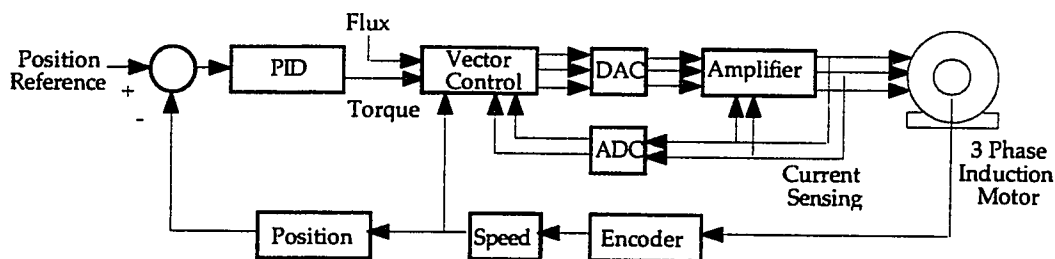 Flux
Position
Reference
+
-
PID
Torque
Vector
Control
DAC
Amplifier
ADC
Current
Sensing
3 Phase
Induction
Motor
Position
Speed
Encoder